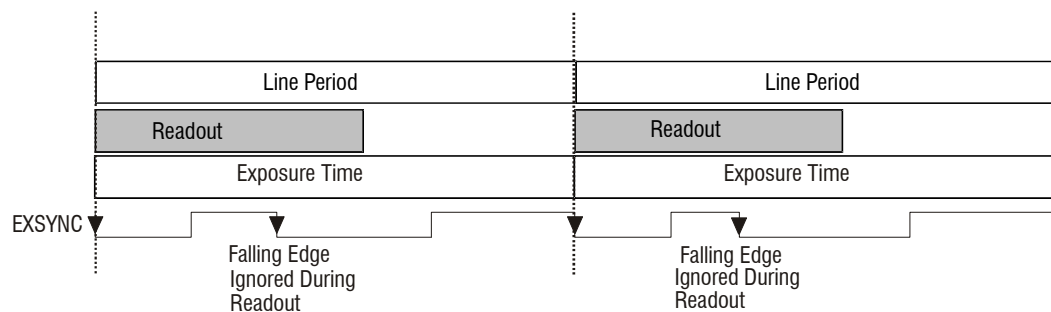 Line Period Line Period
Readout Readout
Exposure Time Exposure Time
EXSYNC
Falling Edge
Ignored During
Readout
Falling Edge
Ignored During
Readout